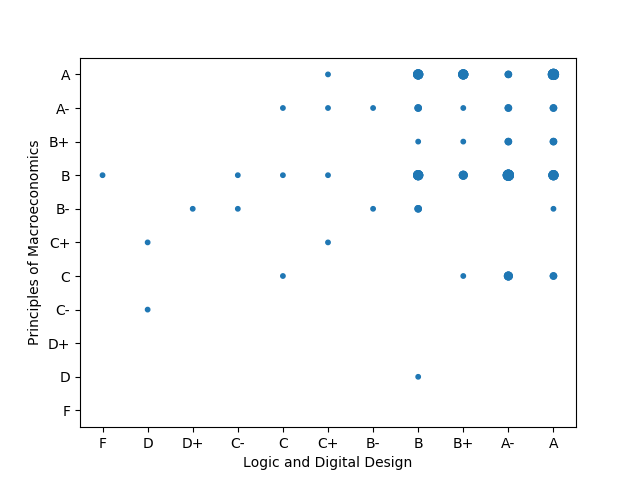 A
A-
B+
B
B-
C+
C
C-
D+
D
F
Principles of Macroeconomics
F D D+ C- C C+ B- B B+ A- A
Logic and Digital Design